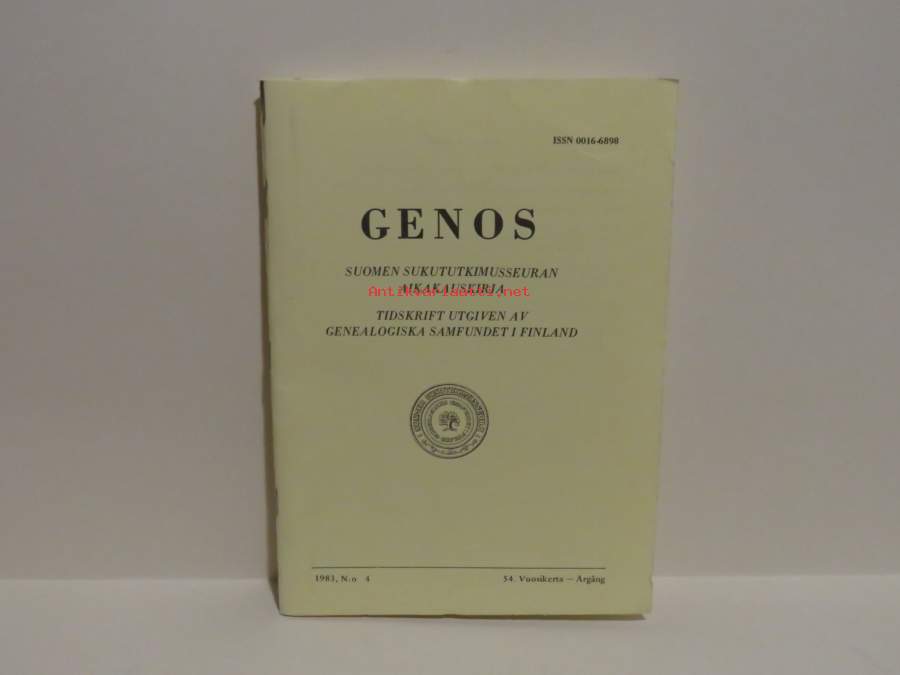 ISSN 0016-6898
GENOS
SUOMEN SUKUTUTKIMUSSEURAN
AIKAKAUSKIRJA
Antikvariaatti.net
TIDSKRIFT UTGIVEN AV
GENEALOGISKA SAMFUNDET I FINLAND
1983, N:o 4
54. Vuosikerta — Årgång